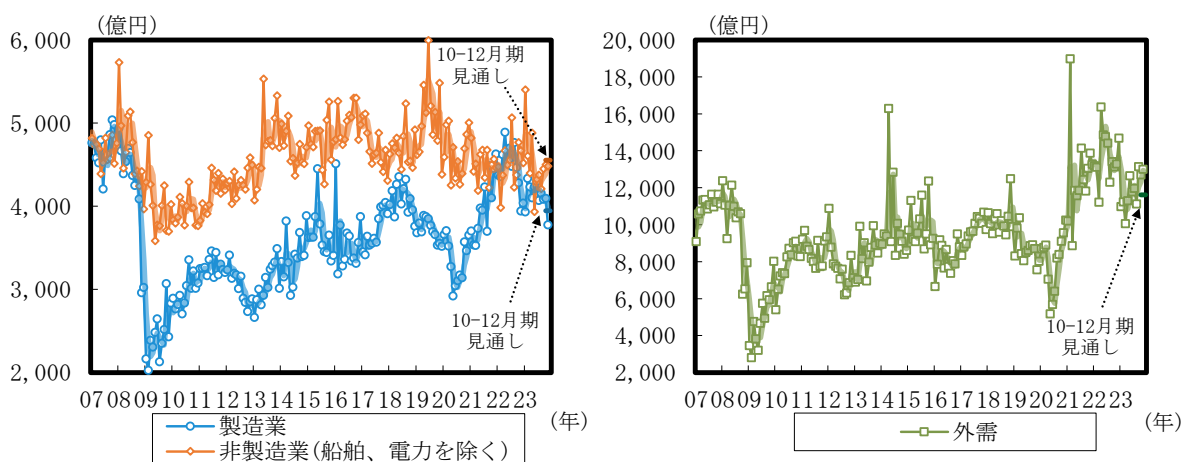 (億円)
6,000
5,000
4,000
3,000
2,000
10-12月期
見通し
10-12月期
見通し
07 08 09 10 11 12 13 14 15 16 17 18 19 20 21 22 23
(年)
製造業
非製造業(船舶、電力を除く)
(億円)
20,000
18,000
16,000
14,000
12,000
10,000
8,000
6,000
4,000
2,000
10-12月期
見通し
07 08 09 10 11 12 13 14 15 16 17 18 19 20 21 22 23
(年)
外需